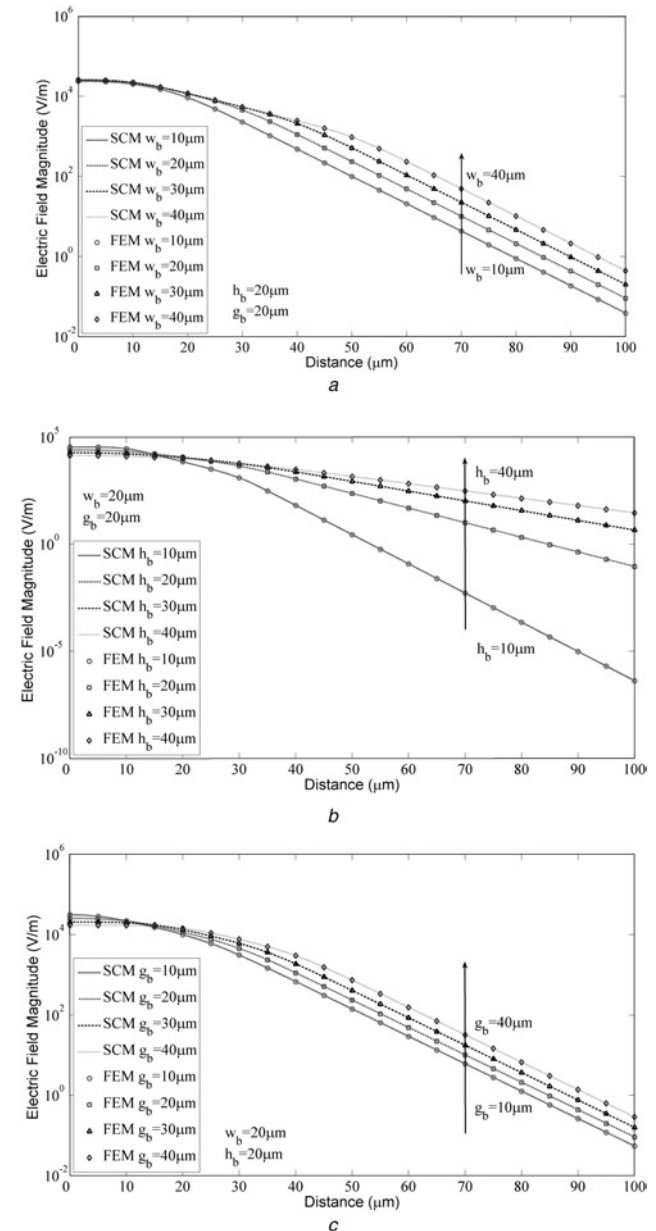 10^6
10^4
10^2
10^0
10^-2
Electric Field Magnitude (V/m)
SCM w_b=10μm
SCM w_b=20μm
SCM w_b=30μm
SCM w_b=40μm
FEM w_b=10μm
FEM w_b=20μm
FEM w_b=30μm
FEM w_b=40μm
h_b=20μm
g_b=20μm
w_b=40μm
w_b=10μm
0 10 20 30 40 50 60 70 80 90 100
Distance (μm)
a
10^5
10^0
10^-5
10^-10
Electric Field Magnitude (V/m)
w_b=20μm
g_b=20μm
SCM h_b=10μm
SCM h_b=20μm
SCM h_b=30μm
SCM h_b=40μm
FEM h_b=10μm
FEM h_b=20μm
FEM h_b=30μm
FEM h_b=40μm
h_b=40μm
h_b=10μm
0 10 20 30 40 50 60 70 80 90 100
Distance (μm)
b
10^6
10^4
10^2
10^0
10^-2
Electric Field Magnitude (V/m)
SCM g_b=10μm
SCM g_b=20μm
SCM g_b=30μm
SCM g_b=40μm
FEM g_b=10μm
FEM g_b=20μm
FEM g_b=30μm
FEM g_b=40μm
w_b=20μm
h_b=20μm
g_b=40μm
g_b=10μm
0 10 20 30 40 50 60 70 80 90 100
Distance (μm)
c